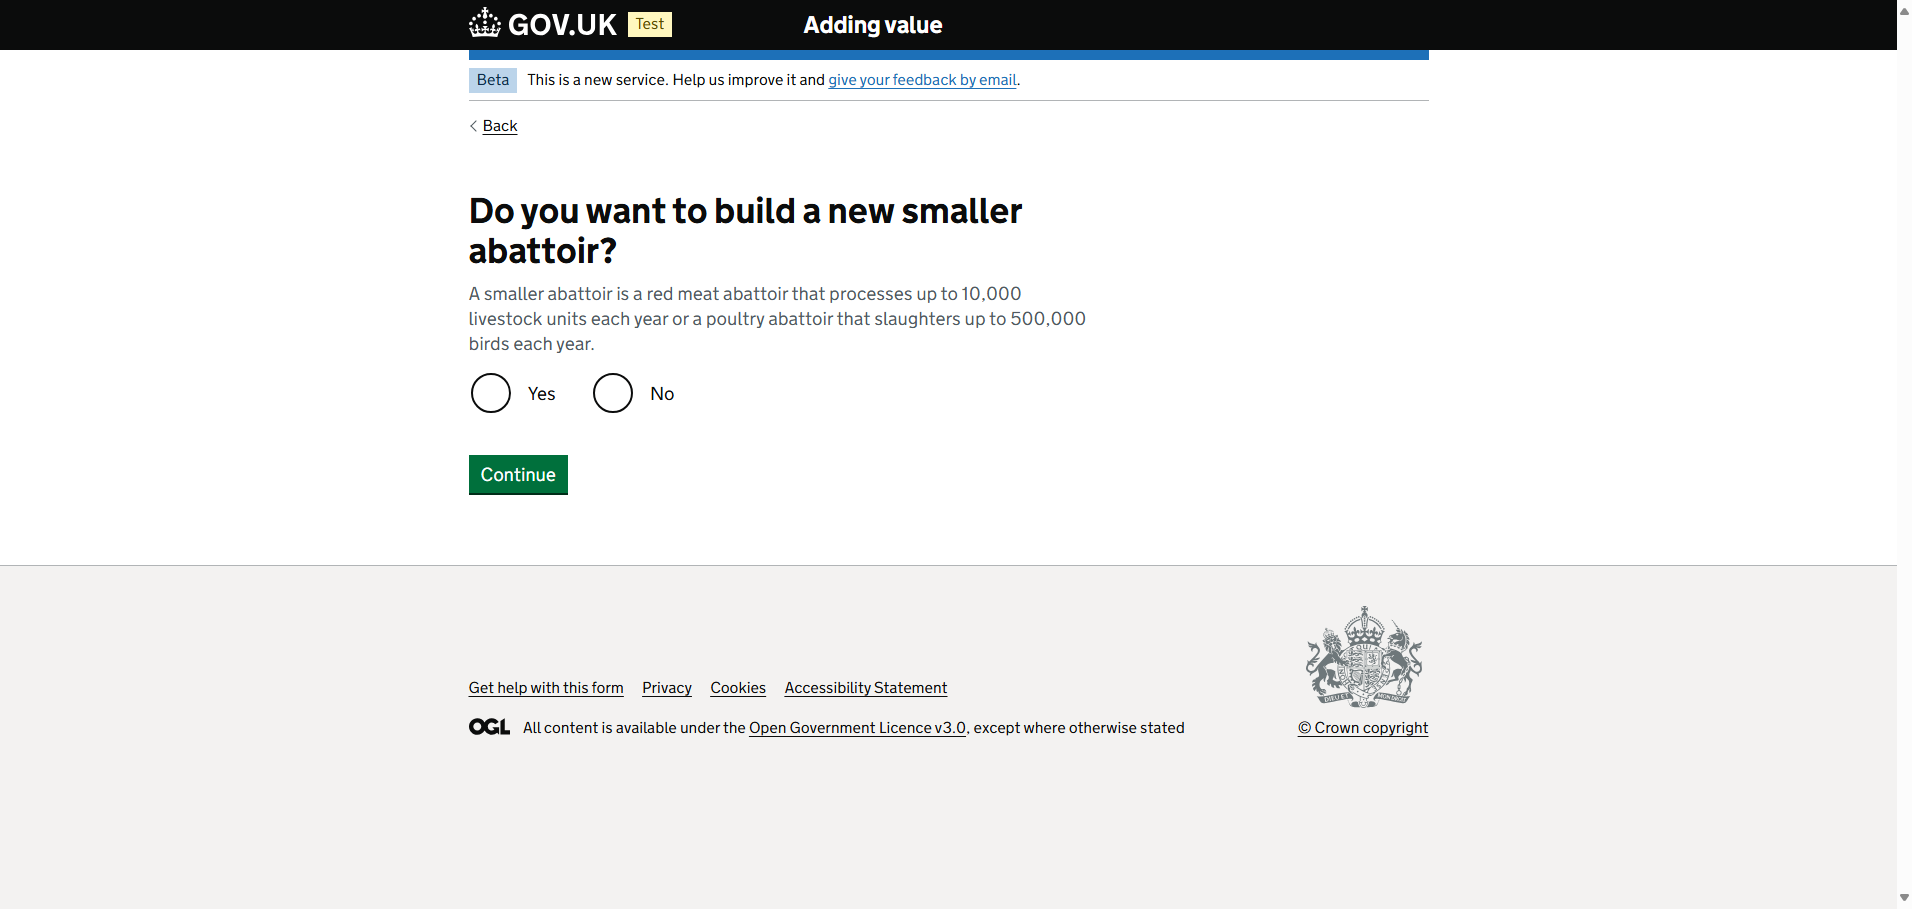 GOV.UK Test Adding value
Beta This is a new service. Help us improve it and give your feedback by email.
Back
Do you want to build a new smaller
abattoir?
A smaller abattoir is a red meat abattoir that processes up to 10,000
livestock units each year or a poultry abattoir that slaughters up to 500,000
birds each year.
Yes No
Continue
Get help with this form Privacy Cookies Accessibility Statement
OGL All content is available under the Open Government Licence v3.0, except where otherwise stated
© Crown copyright